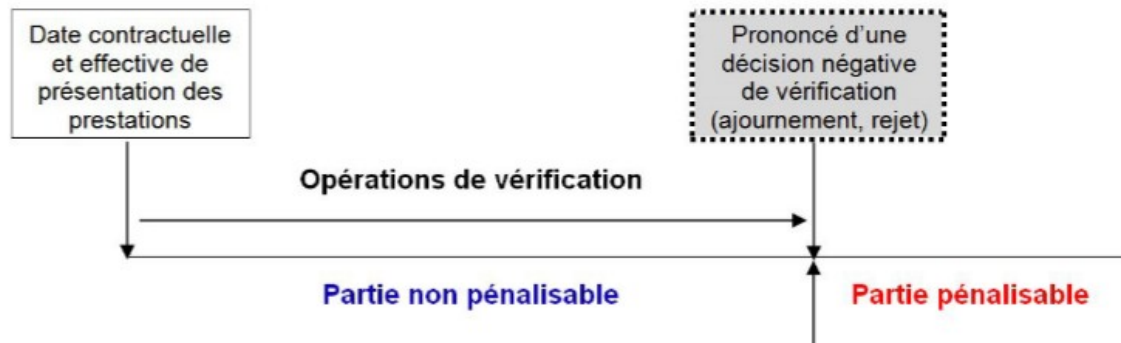 Date contractuelle
et effective de
présentation des
prestations
Prononcé d'une
décision négative
de vérification
(ajournement, rejet)
Opérations de vérification
Partie non pénalisable
Partie pénalisable